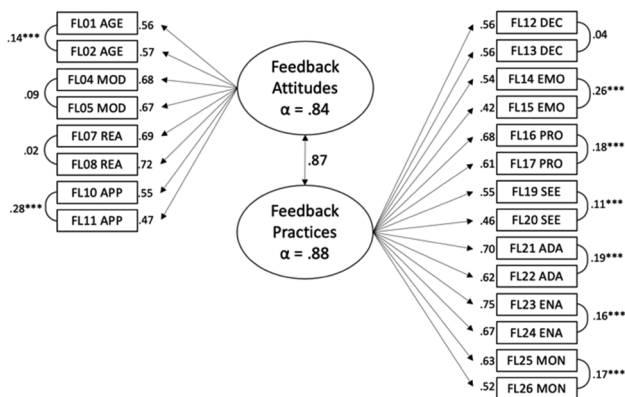 FL01 AGE .56
.14***
FL02 AGE .57
FL04 MOD .68
.09
FL05 MOD .67
FL07 REA .69
.02
FL08 REA .72
FL10 APP .55
.28***
FL11 APP .47
Feedback
Attitudes
α = .84
.87
Feedback
Practices
α = .88
.56 FL12 DEC
.04
.56 FL13 DEC
.54 FL14 EMO
.26***
.42 FL15 EMO
.68 FL16 PRO
.18***
.61 FL17 PRO
.55 FL19 SEE
.11***
.46 FL20 SEE
.70 FL21 ADA
.19***
.62 FL22 ADA
.75 FL23 ENA
.16***
.67 FL24 ENA
.63 FL25 MON
.17***
.52 FL26 MON